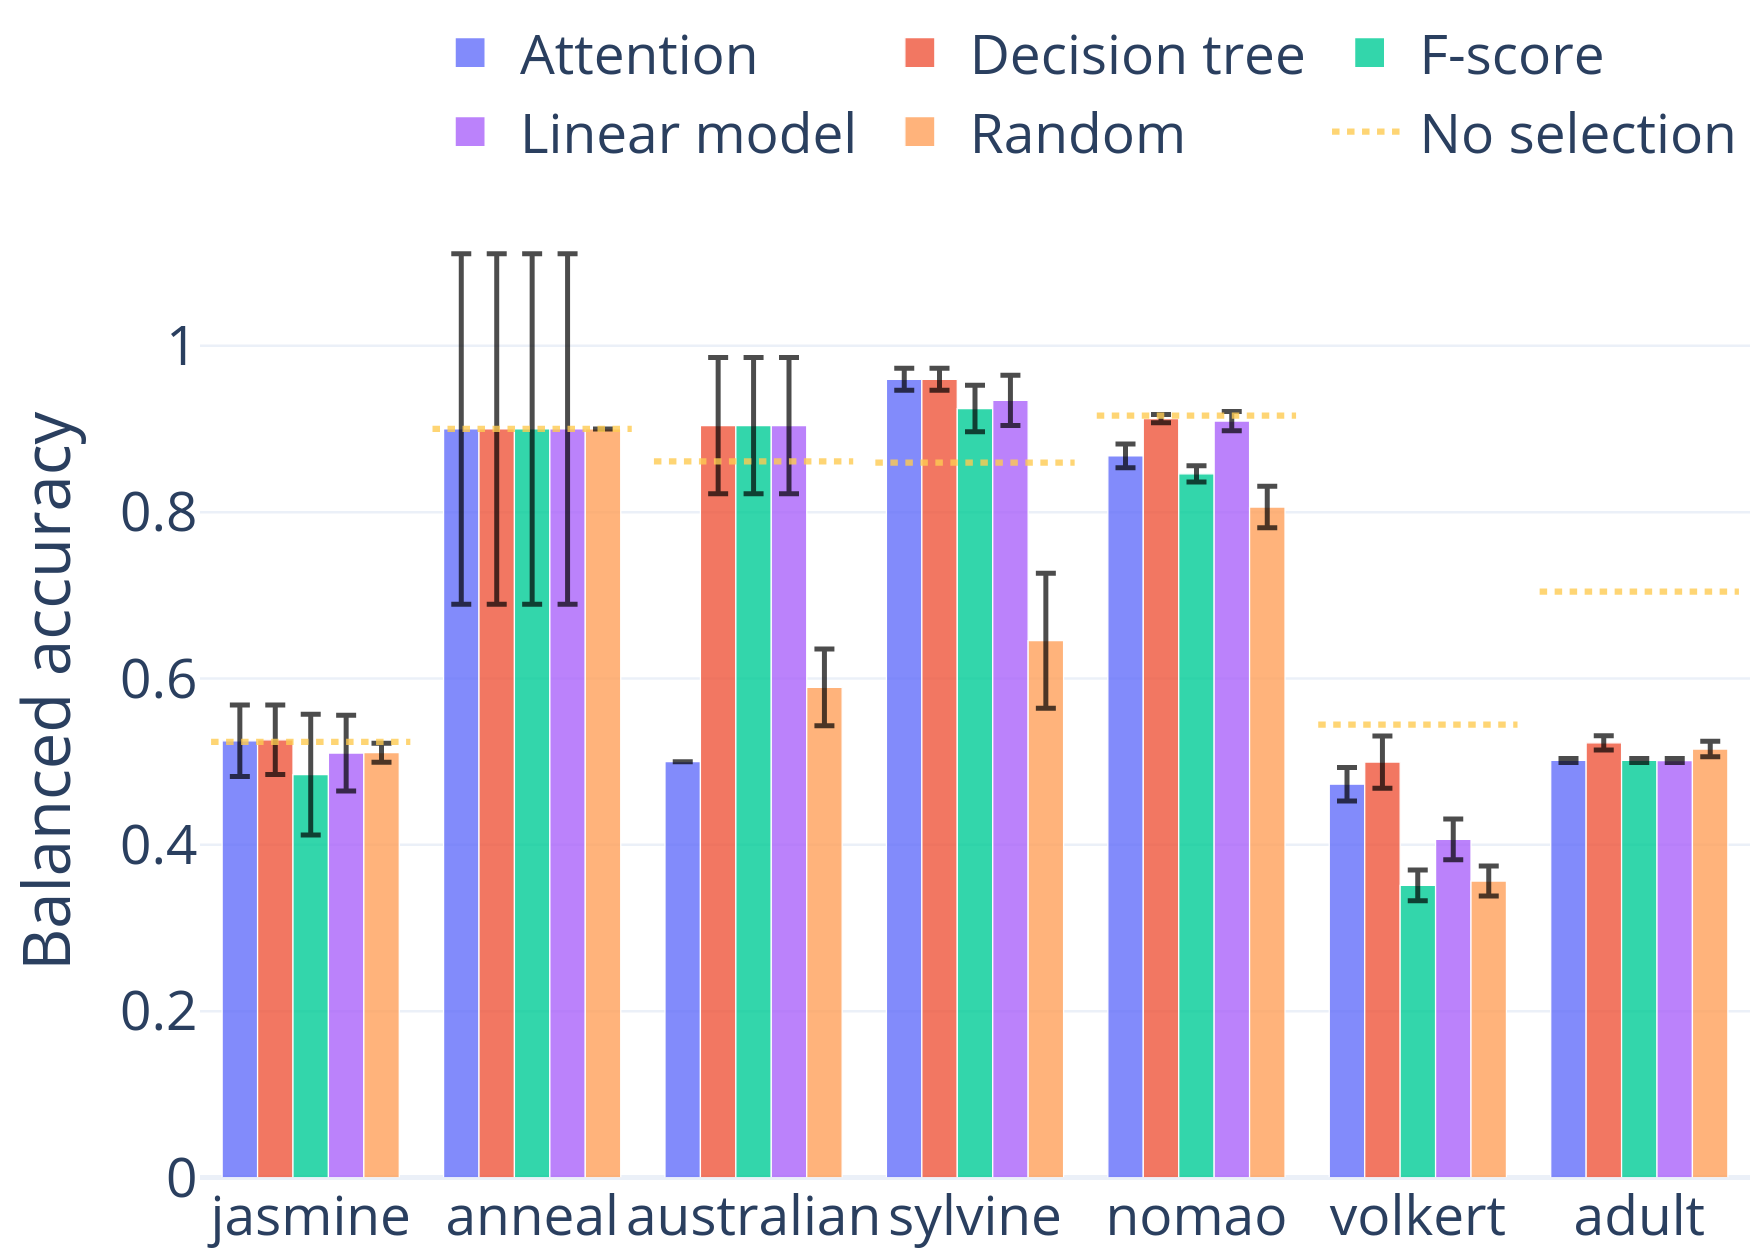 Attention Decision tree F-score
Linear model Random No selection
Balanced accuracy
1
0.8
0.6
0.4
0.2
0
jasmine anneal australian sylvine nomao volkert adult